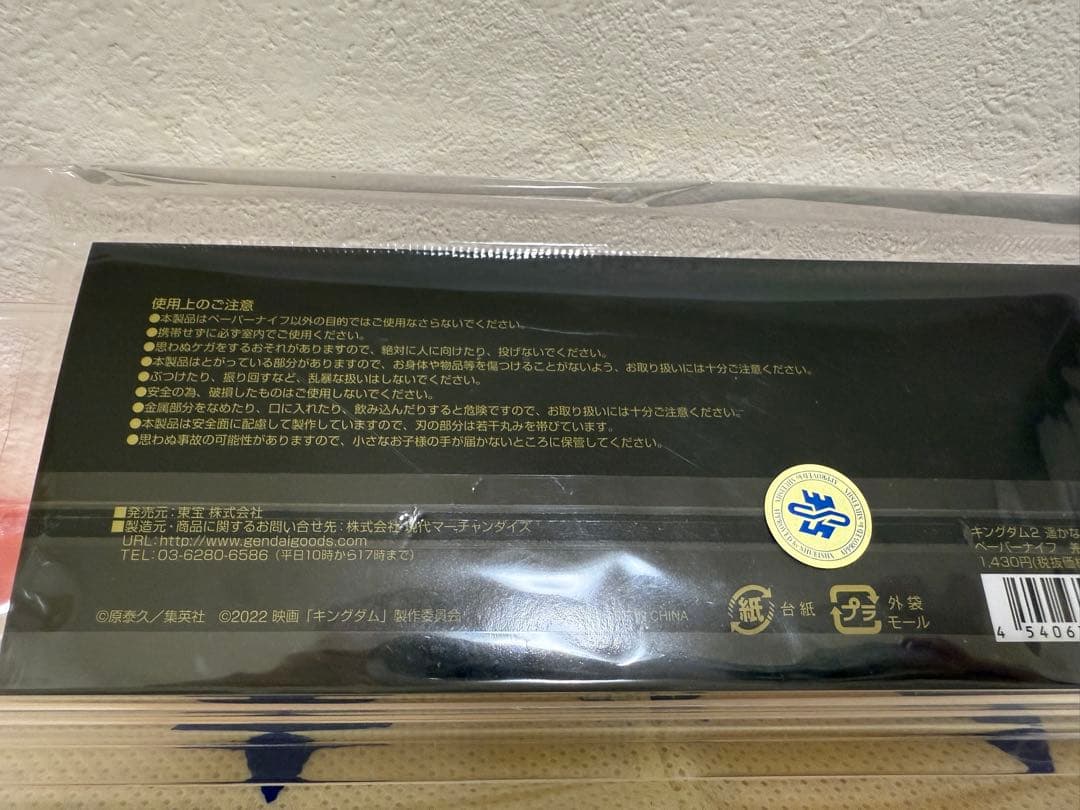 使用上のご注意
●本製品はペーパーナイフ以外の目的ではご使用なさらないでください。
●携帯せずに必ず室内でご使用ください。
●思わぬケガをするおそれがありますので、絶対に人に向けたり、投げないでください。
●本製品はとがっている部分がありますので、お身体や物品等を傷つけることがないよう、お取り扱いには十分ご注意ください。
●ぶつけたり、振り回すなど、乱暴な扱いはしないでください。
●安全の為、破損したものはご使用しないでください。
●金属部分をなめたり、口に入れたり、飲み込んだりすると危険ですので、お取り扱いには十分ご注意ください。
●本製品は安全面に配慮して製作していますので、刃の部分は若干丸みを帯びています。
●思わぬ事故の可能性がありますので、小さなお子様の手が届かないところに保管してください。
■発売元：東宝 株式会社
■製造元・商品に関するお問い合せ先：株式会社 現代マーチャンダイズ
URL:http://www.gendaigoods.com
TEL：03-6280-6586（平日10時から17時まで）
©原泰久／集英社 ©2022 映画「キングダム」製作委員会
IN CHINA
紙 台紙
プラ 外袋 モール
キングダム2 遥かな
ペーパーナイフ
1,430円(税抜価格
4 5406